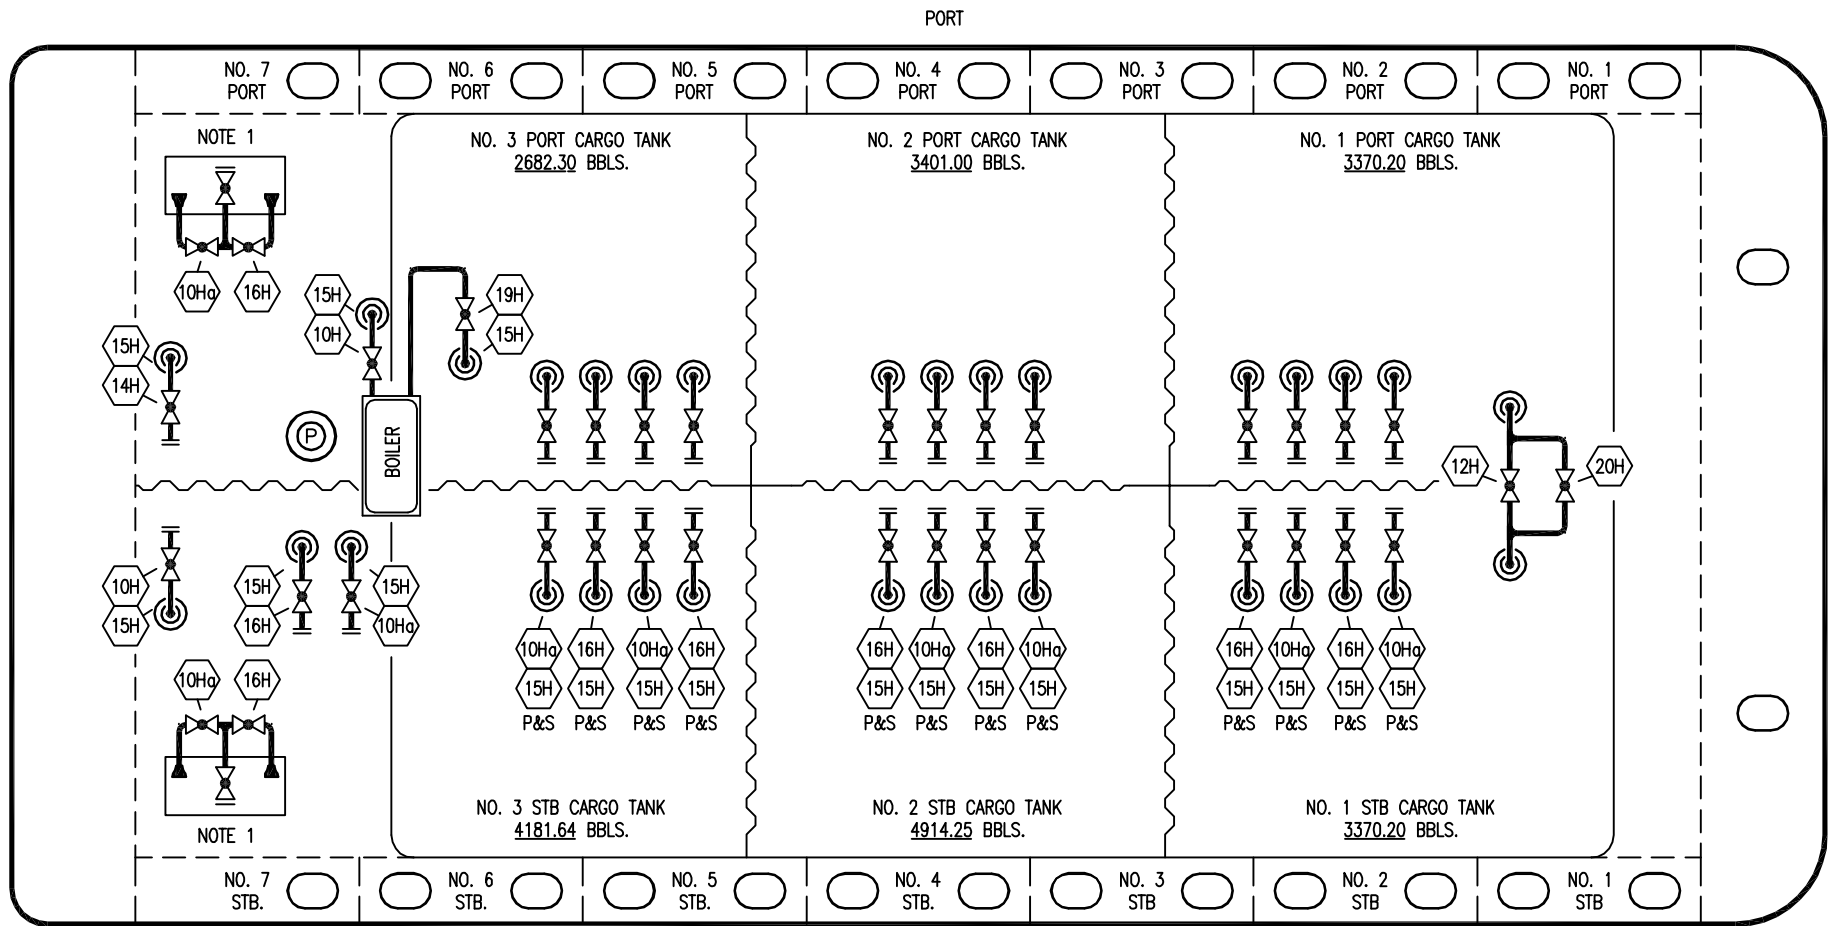 PORT
NO. 7
PORT
NO. 6
PORT
NO. 5
PORT
NO. 4
PORT
NO. 3
PORT
NO. 2
PORT
NO. 1
PORT
NOTE 1
NO. 3 PORT CARGO TANK
2682.30 BBLS.
NO. 2 PORT CARGO TANK
3401.00 BBLS.
NO. 1 PORT CARGO TANK
3370.20 BBLS.
10Ha
16H
15H
10H
19H
15H
15H
14H
P
BOILER
12H
20H
10H
15H
15H
16H
15H
10Ha
10Ha
16H
10Ha
16H
10Ha
16H
15H
15H
15H
15H
P&S
P&S
P&S
P&S
16H
10Ha
16H
10Ha
15H
15H
15H
15H
P&S
P&S
P&S
P&S
16H
10Ha
16H
10Ha
15H
15H
15H
15H
P&S
P&S
P&S
P&S
NOTE 1
NO. 3 STB CARGO TANK
4181.64 BBLS.
NO. 2 STB CARGO TANK
4914.25 BBLS.
NO. 1 STB CARGO TANK
3370.20 BBLS.
NO. 7
STB.
NO. 6
STB.
NO. 5
STB.
NO. 4
STB.
NO. 3
STB
NO. 2
STB
NO. 1
STB